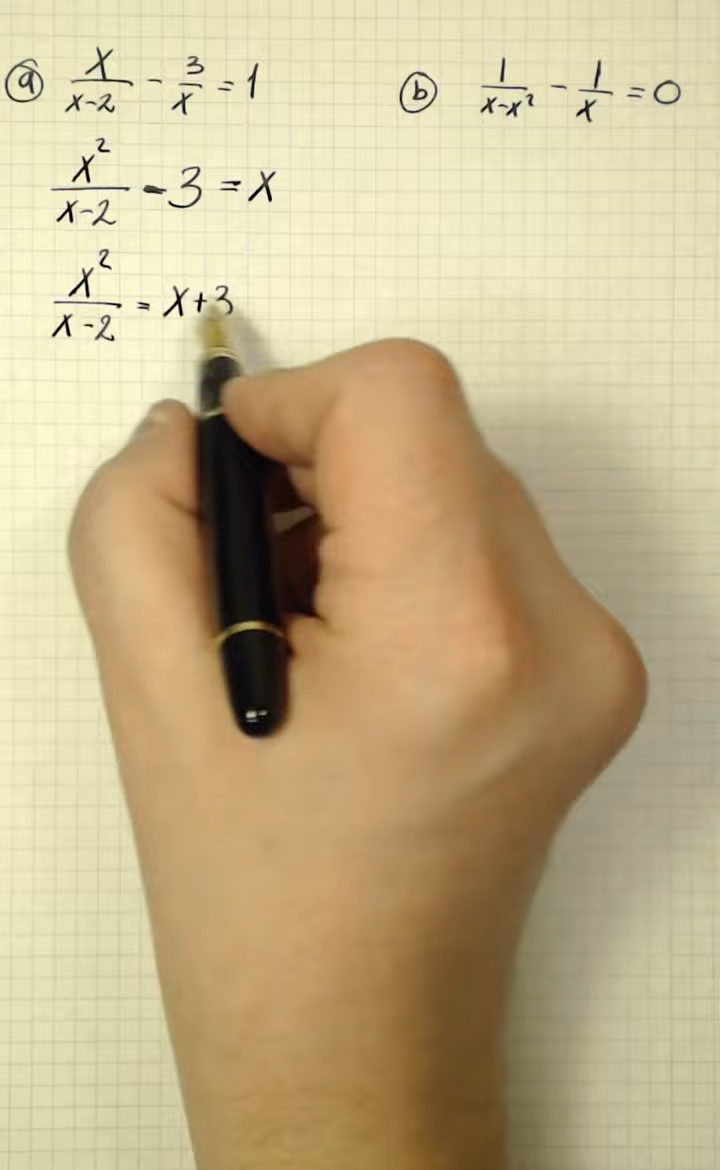 ⓐ x/(x-2) - 3/x = 1
x²/(x-2) - 3 = x
x²/(x-2) = x+3
ⓑ 1/(x-x²) - 1/x = 0